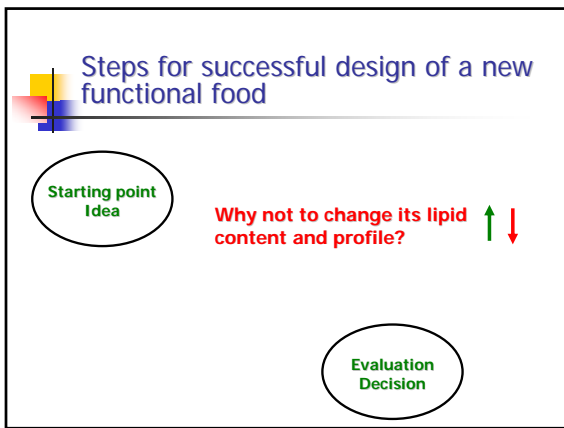 Steps for successful design of a new
functional food
Starting point
Idea
Why not to change its lipid
content and profile?
Evaluation
Decision